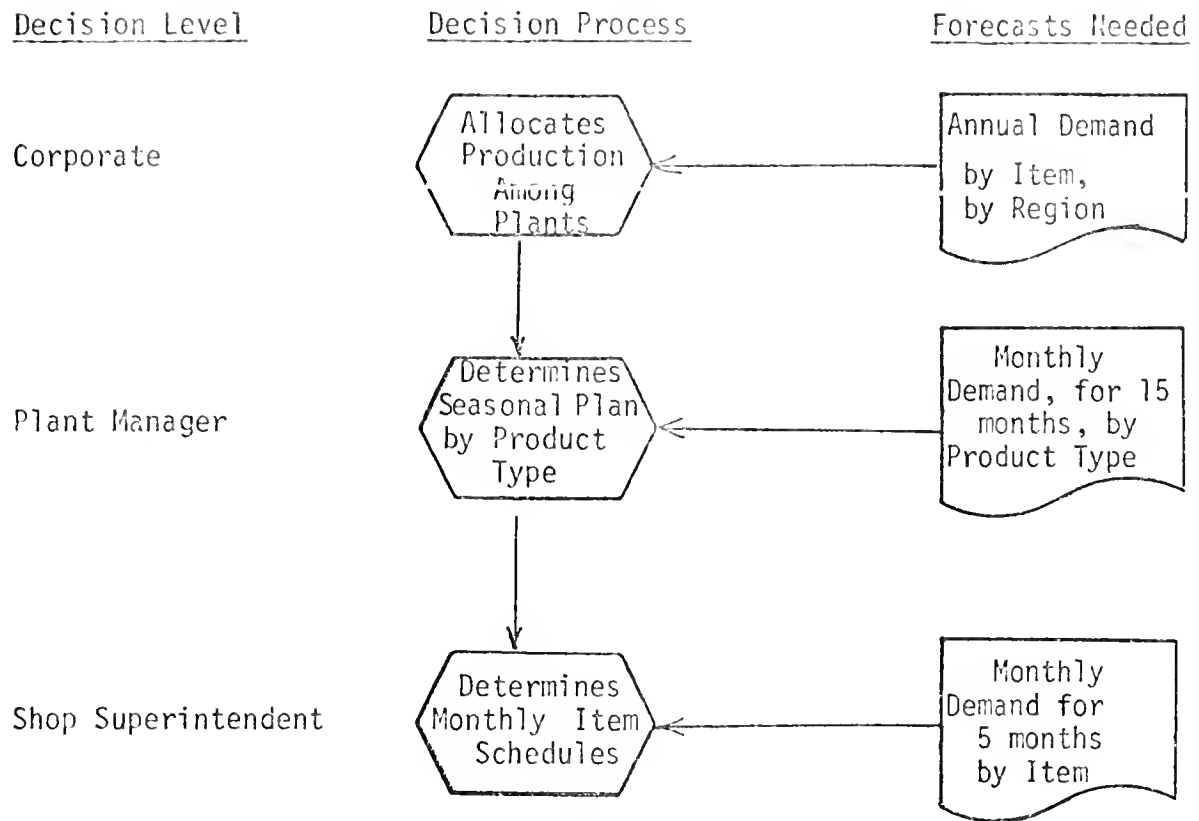 Decision Level Decision Process Forecasts Needed
Corporate
Allocates
Production
Among
Plants
Annual Demand
by Item,
by Region
Plant Manager
Determines
Seasonal Plan
by Product
Type
Monthly
Demand, for 15
months, by
Product Type
Shop Superintendent
Determines
Monthly Item
Schedules
Monthly
Demand for
5 months
by Item